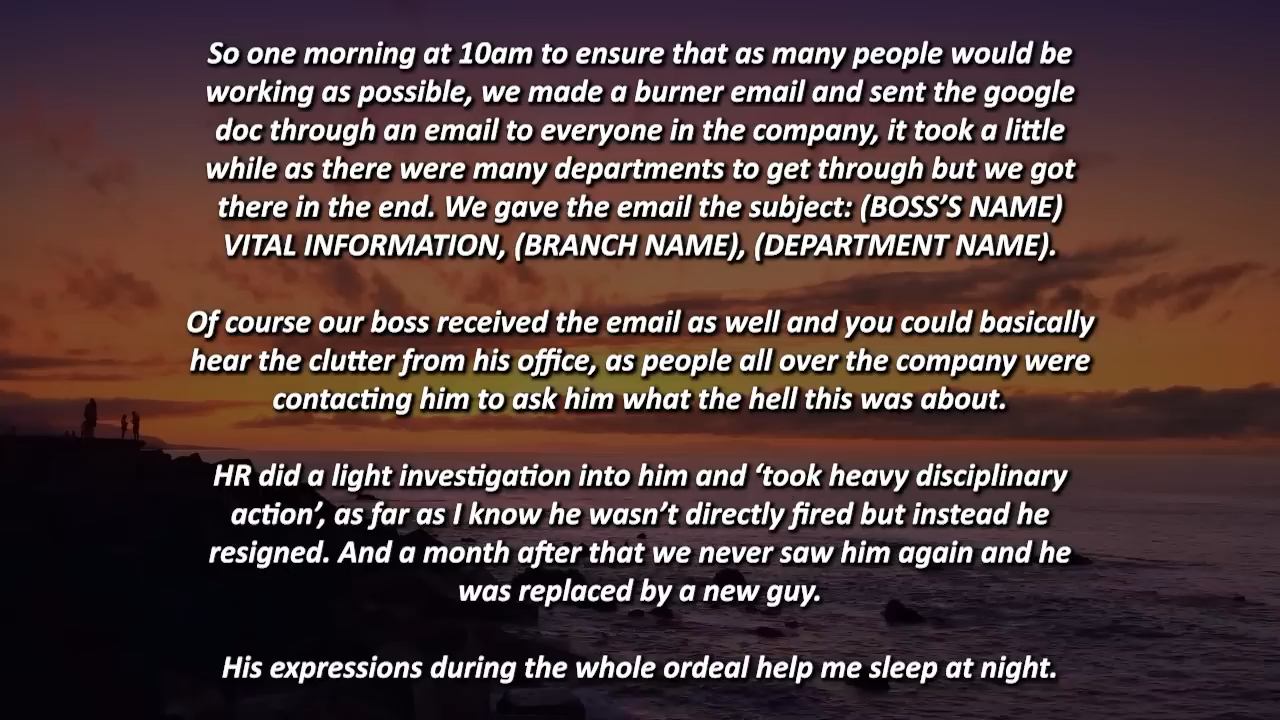 So one morning at 10am to ensure that as many people would be
working as possible, we made a burner email and sent the google
doc through an email to everyone in the company, it took a little
while as there were many departments to get through but we got
there in the end. We gave the email the subject: (BOSS’S NAME)
VITAL INFORMATION, (BRANCH NAME), (DEPARTMENT NAME).
Of course our boss received the email as well and you could basically
hear the clutter from his office, as people all over the company were
contacting him to ask him what the hell this was about.
HR did a light investigation into him and ‘took heavy disciplinary
action’, as far as I know he wasn’t directly fired but instead he
resigned. And a month after that we never saw him again and he
was replaced by a new guy.
His expressions during the whole ordeal help me sleep at night.